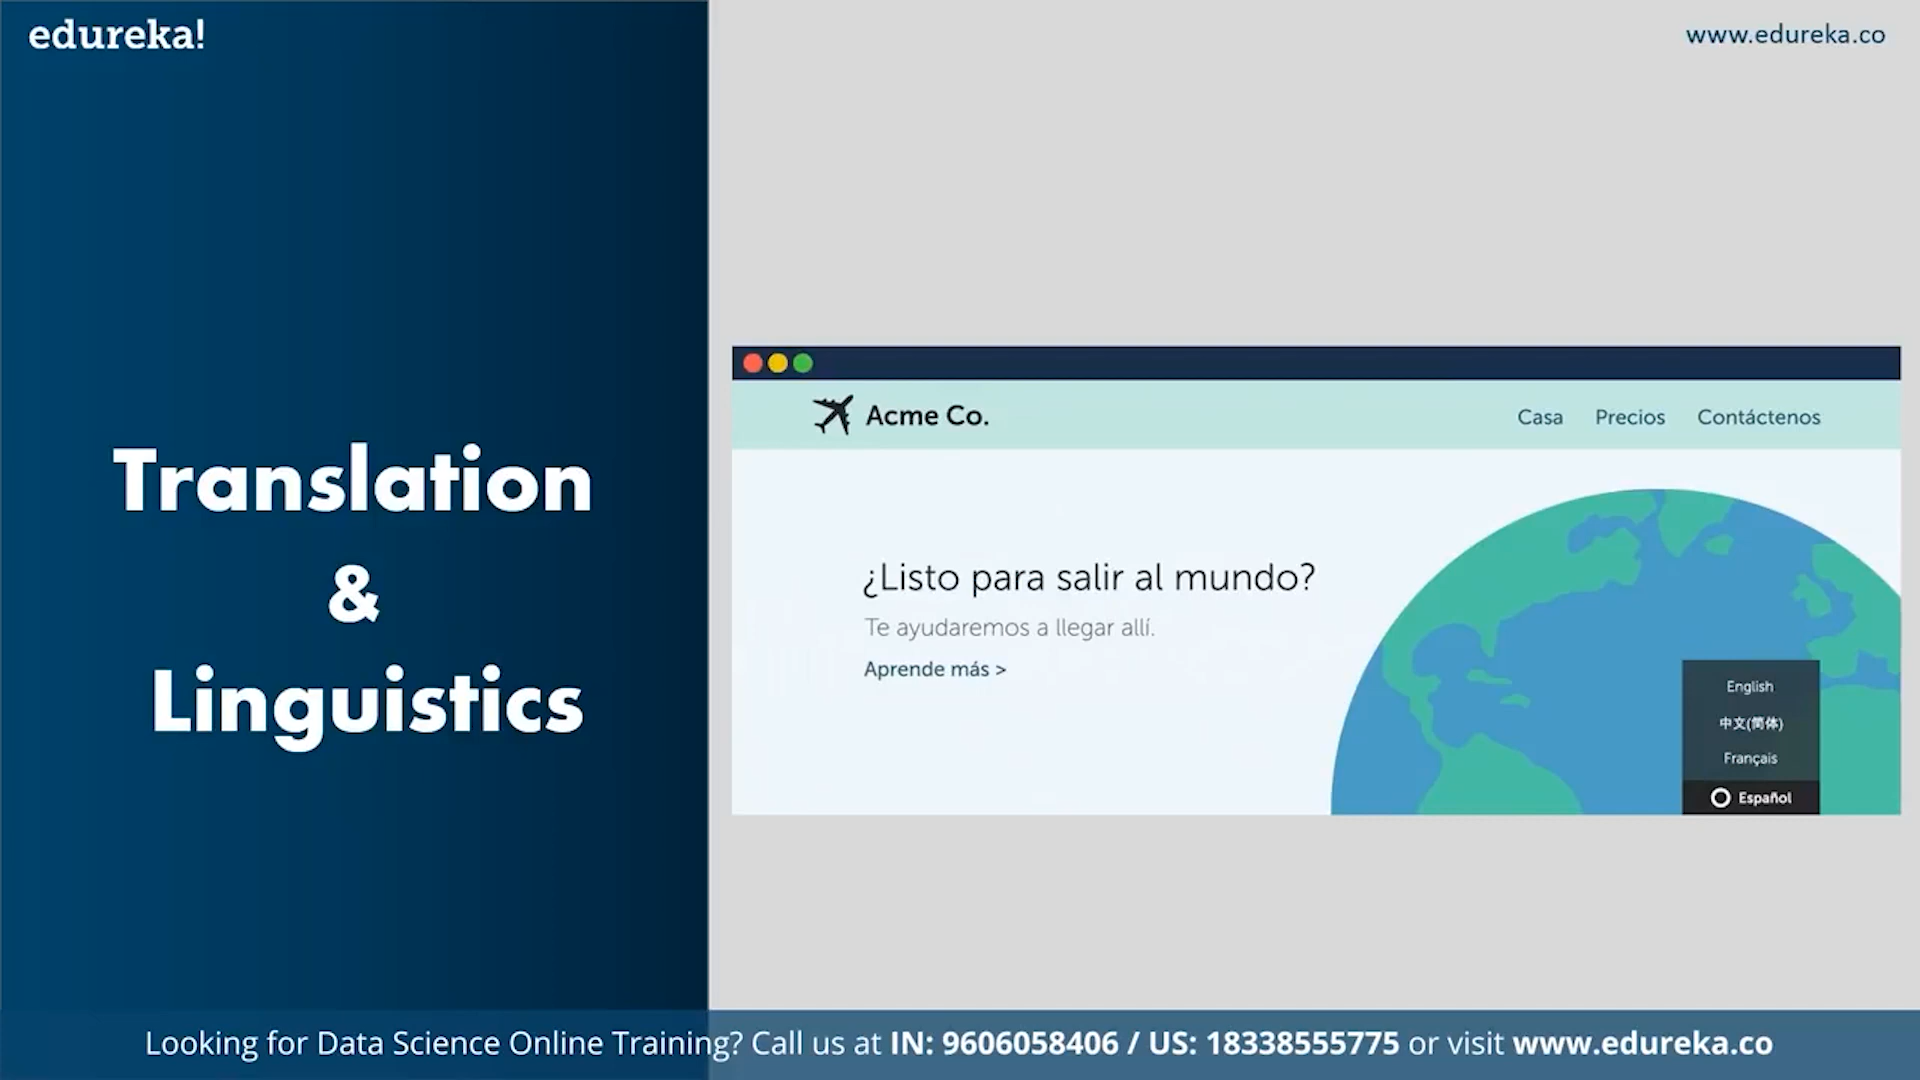 edureka!
www.edureka.co
Translation
&
Linguistics
Acme Co.
Casa Precios Contáctenos
¿Listo para salir al mundo?
Te ayudaremos a llegar allí.
Aprende más >
English
中文(简体)
Français
Español
Looking for Data Science Online Training? Call us at IN: 9606058406 / US: 18338555775 or visit www.edureka.co